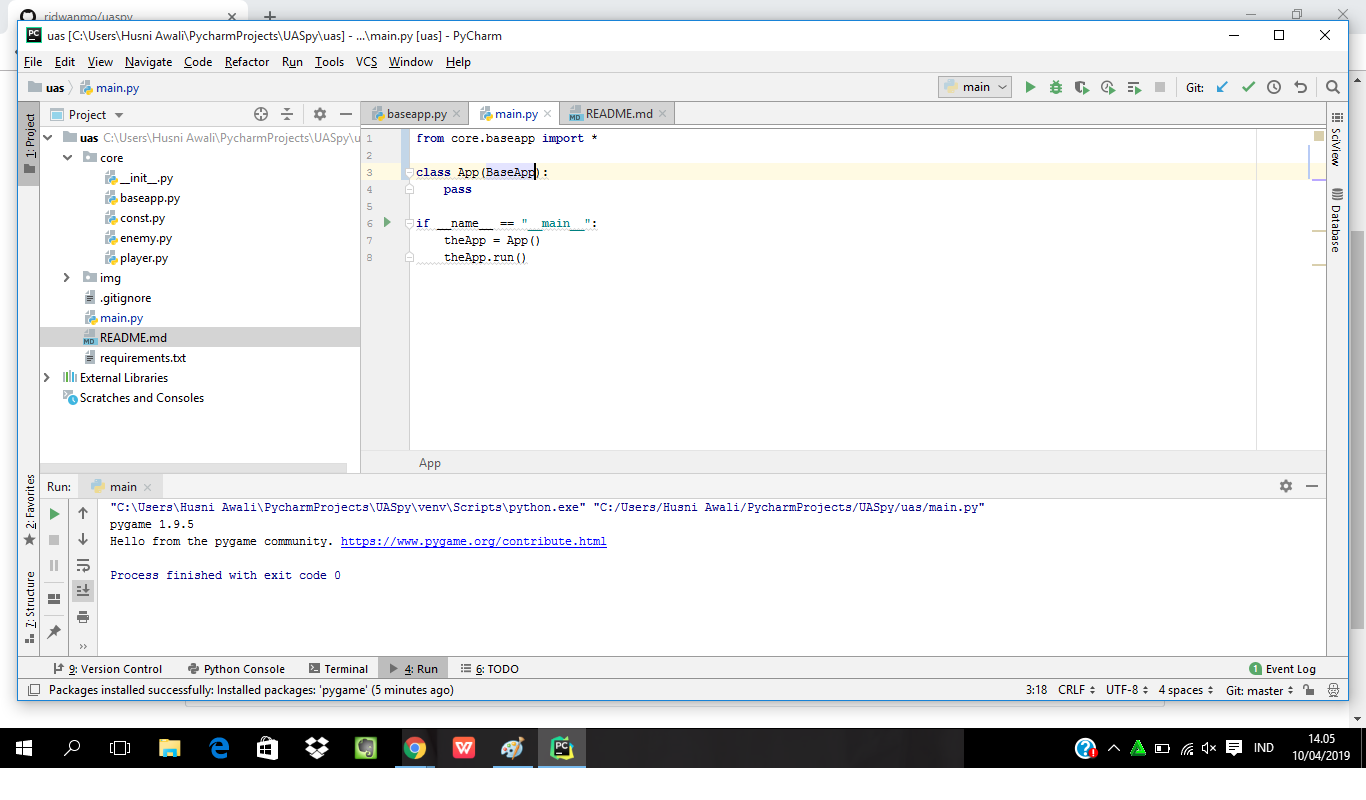 ridwanmo/uaspy
uas [C:\Users\Husni Awali\PycharmProjects\UASpy\uas] - ...\main.py [uas] - PyCharm
File Edit View Navigate Code Refactor Run Tools VCS Window Help
uas main.py
main
Git:
Project
baseapp.py
main.py
README.md
1: Project
uas C:\Users\Husni Awali\PycharmProjects\UASpy\u
core
__init__.py
baseapp.py
const.py
enemy.py
player.py
img
.gitignore
main.py
README.md
requirements.txt
External Libraries
Scratches and Consoles
1 from core.baseapp import *
2
3 class App(BaseApp):
4 pass
5
6 if __name__ == "__main__":
7 theApp = App()
8 theApp.run()
App
SciView
Database
2: Favorites
7: Structure
Run: main
"C:\Users\Husni Awali\PycharmProjects\UASpy\venv\Scripts\python.exe" "C:/Users/Husni Awali/PycharmProjects/UASpy/uas/main.py"
pygame 1.9.5
Hello from the pygame community. https://www.pygame.org/contribute.html
Process finished with exit code 0
9: Version Control Python Console Terminal 4: Run 6: TODO 1 Event Log
Packages installed successfully: Installed packages: 'pygame' (5 minutes ago) 3:18 CRLF UTF-8 4 spaces Git: master
IND
14.05
10/04/2019